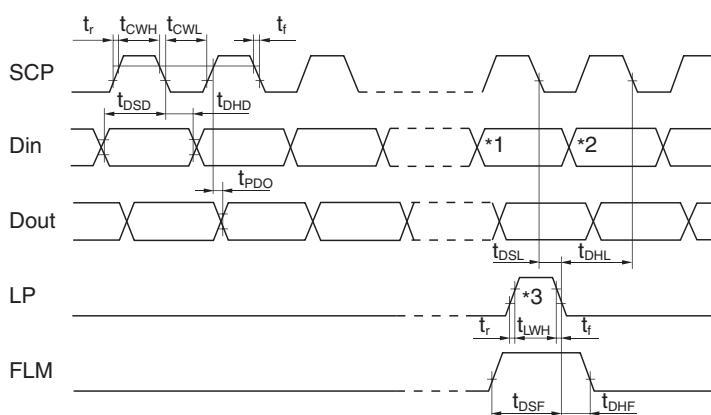 tr tCWH tCWL tf
SCP
tDSD tDHD
Din *1 *2
tPDO
Dout
tDSL tDHL
LP *3
tr tLWH tf
FLM
tDSF tDHF